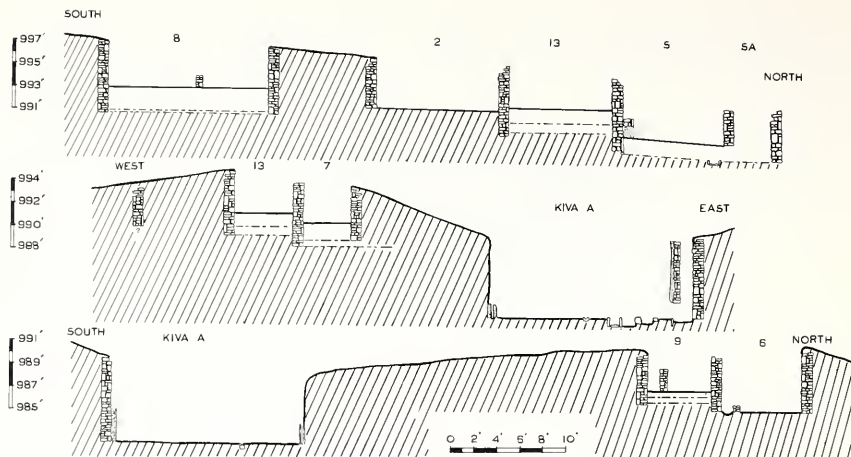 SOUTH
8 2 13 5 5A
NORTH
997'
995'
993'
991'
WEST 13 7 KIVA A EAST
994'
992'
990'
988'
SOUTH KIVA A 9 6 NORTH
991'
989'
987'
985'
0 2' 4' 6' 8' 10'